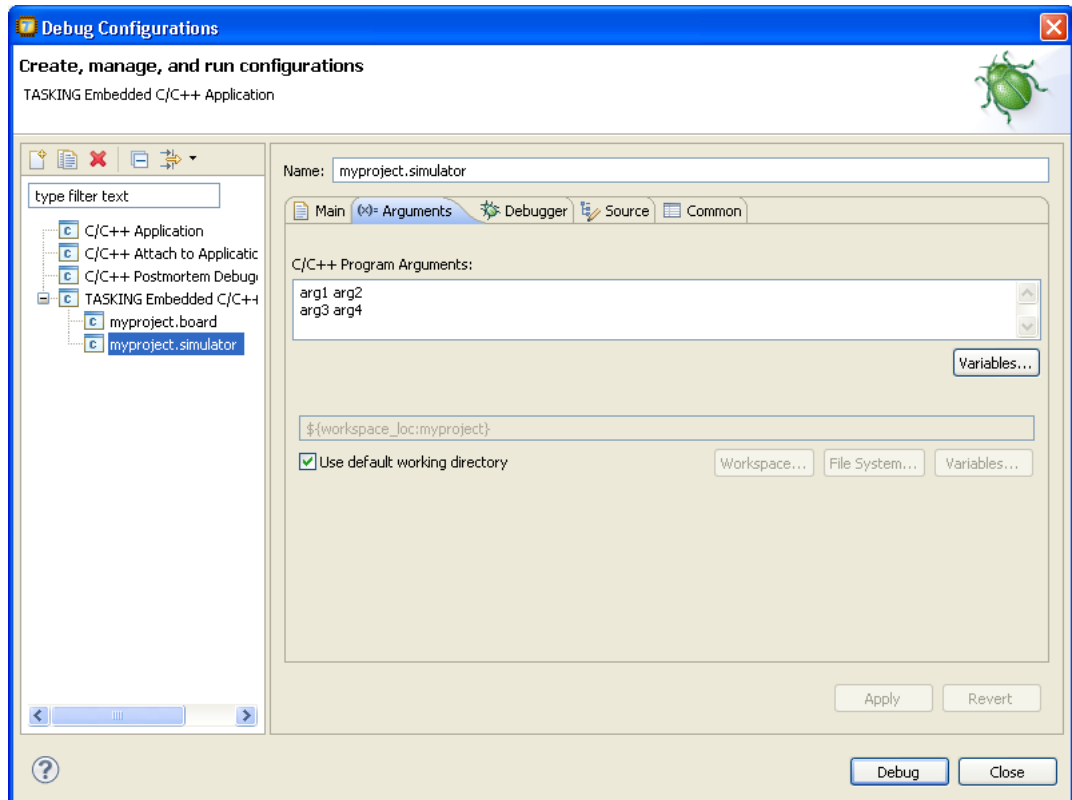 Debug Configurations
Create, manage, and run configurations
TASKING Embedded C/C++ Application
type filter text
C/C++ Application
C/C++ Attach to Applicatic
C/C++ Postmortem Debug
TASKING Embedded C/C++
myproject.board
myproject.simulator
Name: myproject.simulator
Main (x)= Arguments Debugger Source Common
C/C++ Program Arguments:
arg1 arg2
arg3 arg4
Variables...
${workspace_loc:myproject}
Use default working directory Workspace... File System... Variables...
Apply Revert
? Debug Close